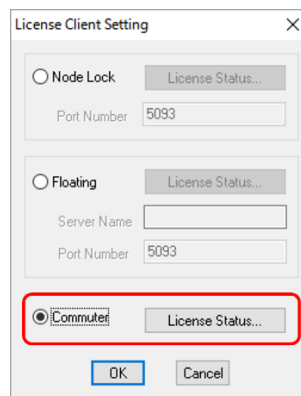 License Client Setting
Node Lock License Status...
Port Number 5093
Floating License Status...
Server Name
Port Number 5093
Commuter License Status...
OK Cancel